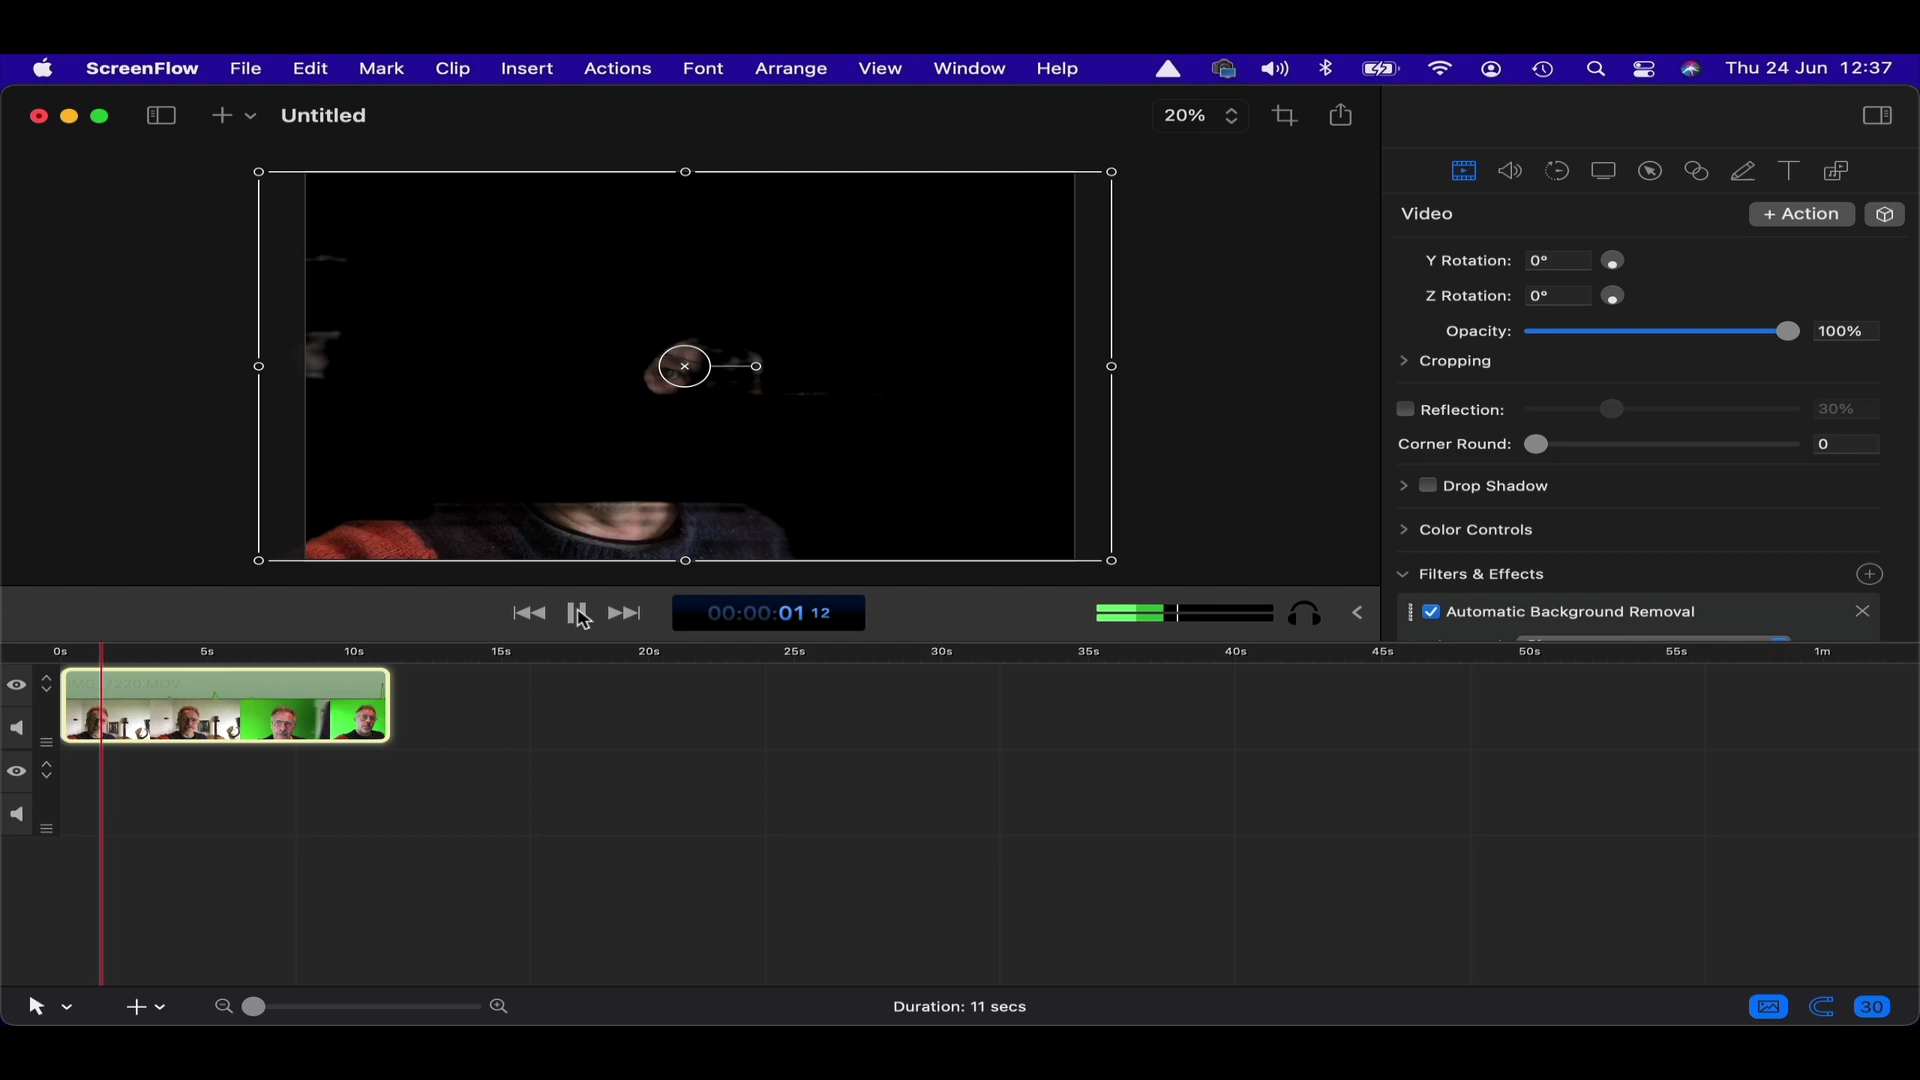 ScreenFlow File Edit Mark Clip Insert Actions Font Arrange View Window Help Thu 24 Jun 12:37
Untitled
20%
Video
+ Action
Y Rotation: 0°
Z Rotation: 0°
Opacity: 100%
Cropping
Reflection: 30%
Corner Round: 0
Drop Shadow
Color Controls
Filters & Effects
Automatic Background Removal
00:00:01 12
0s 5s 10s 15s 20s 25s 30s 35s 40s 45s 50s 55s 1m
IMG_7220.MOV
Duration: 11 secs
30